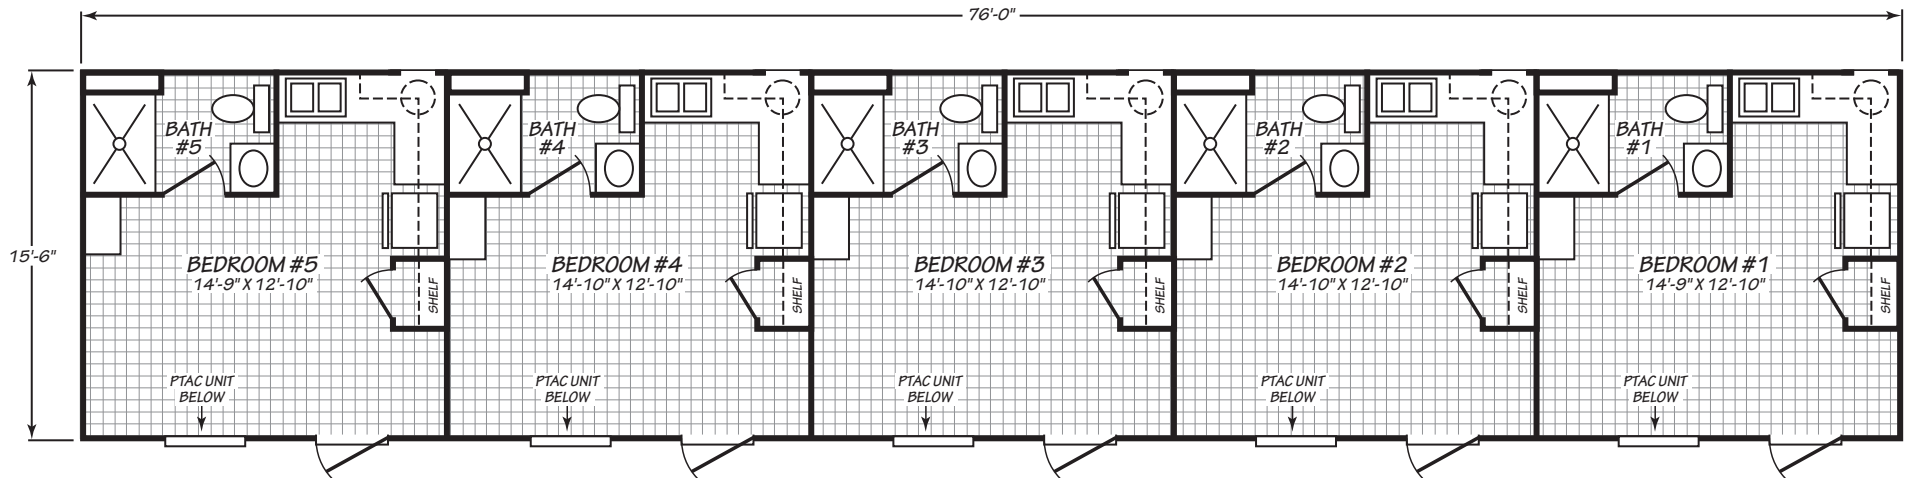 76'-0"
15'-6"
BATH
#5
BATH
#4
BATH
#3
BATH
#2
BATH
#1
BEDROOM #5
14'-9" X 12'-10"
SHELF
BEDROOM #4
14'-10" X 12'-10"
SHELF
BEDROOM #3
14'-10" X 12'-10"
SHELF
BEDROOM #2
14'-10" X 12'-10"
SHELF
BEDROOM #1
14'-9" X 12'-10"
SHELF
PTAC UNIT
BELOW
PTAC UNIT
BELOW
PTAC UNIT
BELOW
PTAC UNIT
BELOW
PTAC UNIT
BELOW